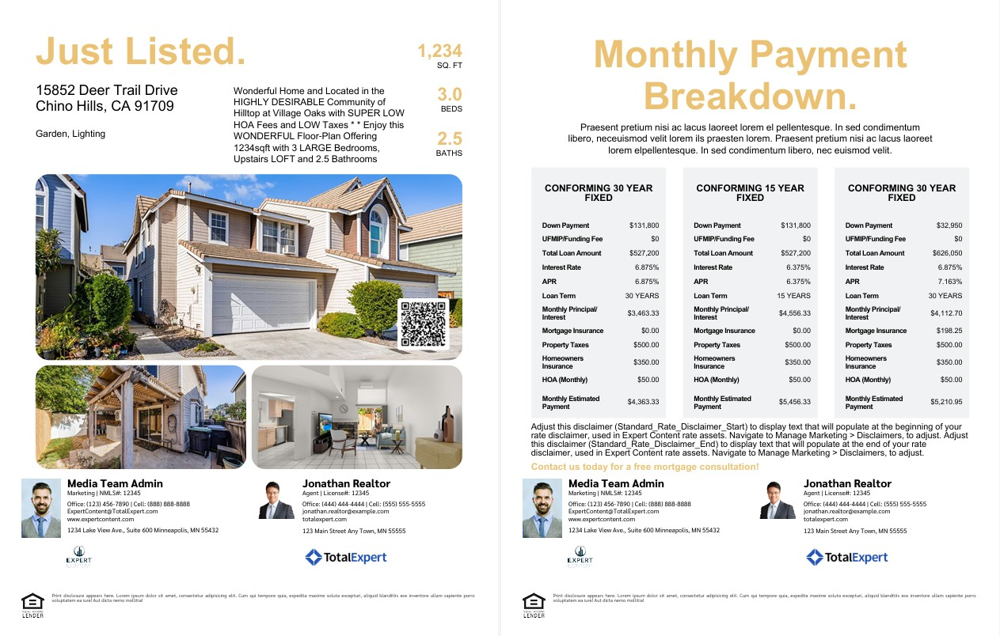 Just Listed.
15852 Deer Trail Drive
Chino Hills, CA 91709
Garden, Lighting
Wonderful Home and Located in the
HIGHLY DESIRABLE Community of
Hilltop at Village Oaks with SUPER LOW
HOA Fees and LOW Taxes * * Enjoy this
WONDERFUL Floor-Plan Offering
1234sqft with 3 LARGE Bedrooms,
Upstairs LOFT and 2.5 Bathrooms
1,234
SQ. FT
3.0
BEDS
2.5
BATHS
Media Team Admin
Marketing | NMLS#: 12345
Office: (123) 456-7890 | Cell: (888) 888-8888
ExpertContent@TotalExpert.com
www.expertcontent.com
1234 Lake View Ave., Suite 600 Minneapolis, MN 55432
EXPERT
CONTENT
Jonathan Realtor
Agent | License#: 12345
Office: (444) 444-4444 | Cell: (555) 555-5555
jonathan.realtor@example.com
totalexpert.com
123 Main Street Any Town, MN 55555
TotalExpert
EQUAL HOUSING
LENDER
Print disclosure appears here. Lorem ipsum dolor sit amet, consectetur adipisicing elit. Cum qui tempore quia, expedita maxime soluta excepturi, aliquid blanditiis eos inventore ullam sapiente porro
voluptatem ea iure! Aut dicta nemo mollitia!
Monthly Payment
Breakdown.
Praesent pretium nisi ac lacus laoreet lorem el pellentesque. In sed condimentum
libero, neceuismod velit lorem ils praesten lorem. Praesent pretium nisi ac lacus laoreet
lorem elpellentesque. In sed condimentum libero, nec euismod velit.
CONFORMING 30 YEAR
FIXED
Down Payment $131,800
UFMIP/Funding Fee $0
Total Loan Amount $527,200
Interest Rate 6.875%
APR 6.875%
Loan Term 30 YEARS
Monthly Principal/
Interest $3,463.33
Mortgage Insurance $0.00
Property Taxes $500.00
Homeowners
Insurance $350.00
HOA (Monthly) $50.00
Monthly Estimated
Payment $4,363.33
CONFORMING 15 YEAR
FIXED
Down Payment $131,800
UFMIP/Funding Fee $0
Total Loan Amount $527,200
Interest Rate 6.375%
APR 6.375%
Loan Term 15 YEARS
Monthly Principal/
Interest $4,556.33
Mortgage Insurance $0.00
Property Taxes $500.00
Homeowners
Insurance $350.00
HOA (Monthly) $50.00
Monthly Estimated
Payment $5,456.33
CONFORMING 30 YEAR
FIXED
Down Payment $32,950
UFMIP/Funding Fee $0
Total Loan Amount $626,050
Interest Rate 6.875%
APR 7.163%
Loan Term 30 YEARS
Monthly Principal/
Interest $4,112.70
Mortgage Insurance $198.25
Property Taxes $500.00
Homeowners
Insurance $350.00
HOA (Monthly) $50.00
Monthly Estimated
Payment $5,210.95
Adjust this disclaimer (Standard_Rate_Disclaimer_Start) to display text that will populate at the beginning of your
rate disclaimer, used in Expert Content rate assets. Navigate to Manage Marketing > Disclaimers, to adjust. Adjust
this disclaimer (Standard_Rate_Disclaimer_End) to display text that will populate at the end of your rate
disclaimer, used in Expert Content rate assets. Navigate to Manage Marketing > Disclaimers, to adjust.
Contact us today for a free mortgage consultation!
Media Team Admin
Marketing | NMLS#: 12345
Office: (123) 456-7890 | Cell: (888) 888-8888
ExpertContent@TotalExpert.com
www.expertcontent.com
1234 Lake View Ave., Suite 600 Minneapolis, MN 55432
EXPERT
CONTENT
Jonathan Realtor
Agent | License#: 12345
Office: (444) 444-4444 | Cell: (555) 555-5555
jonathan.realtor@example.com
totalexpert.com
123 Main Street Any Town, MN 55555
TotalExpert
EQUAL HOUSING
LENDER
Print disclosure appears here. Lorem ipsum dolor sit amet, consectetur adipisicing elit. Cum qui tempore quia, expedita maxime soluta excepturi, aliquid blanditiis eos inventore ullam sapiente porro
voluptatem ea iure! Aut dicta nemo mollitia!